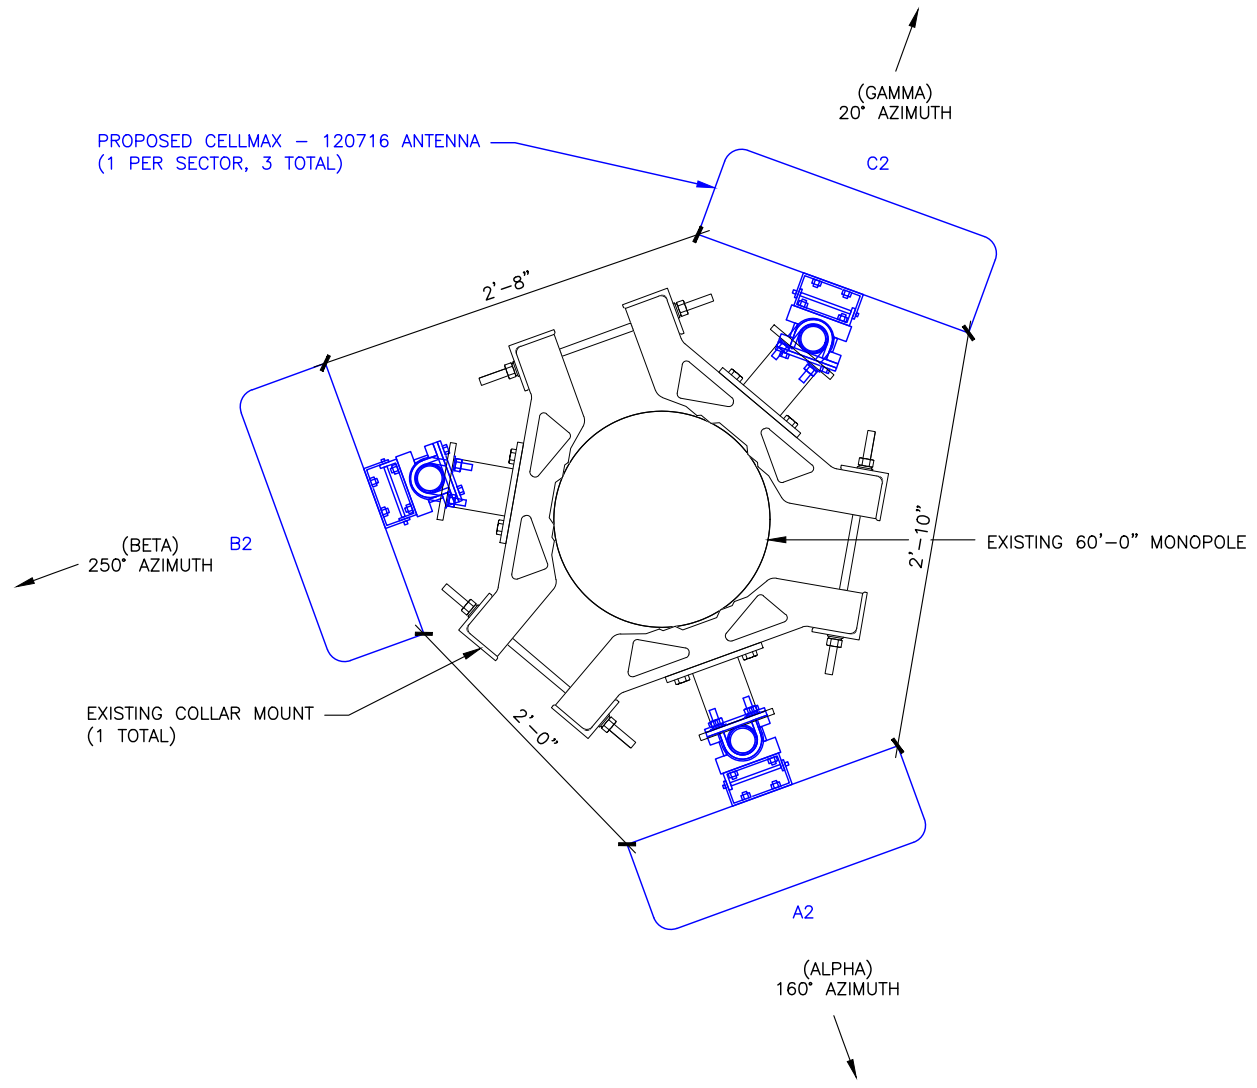 (GAMMA)
20° AZIMUTH
PROPOSED CELLMAX – 120716 ANTENNA
(1 PER SECTOR, 3 TOTAL)
C2
2'–8"
2'–10"
EXISTING 60'–0" MONOPOLE
(BETA)
250° AZIMUTH
B2
EXISTING COLLAR MOUNT
(1 TOTAL)
2'–0"
A2
(ALPHA)
160° AZIMUTH